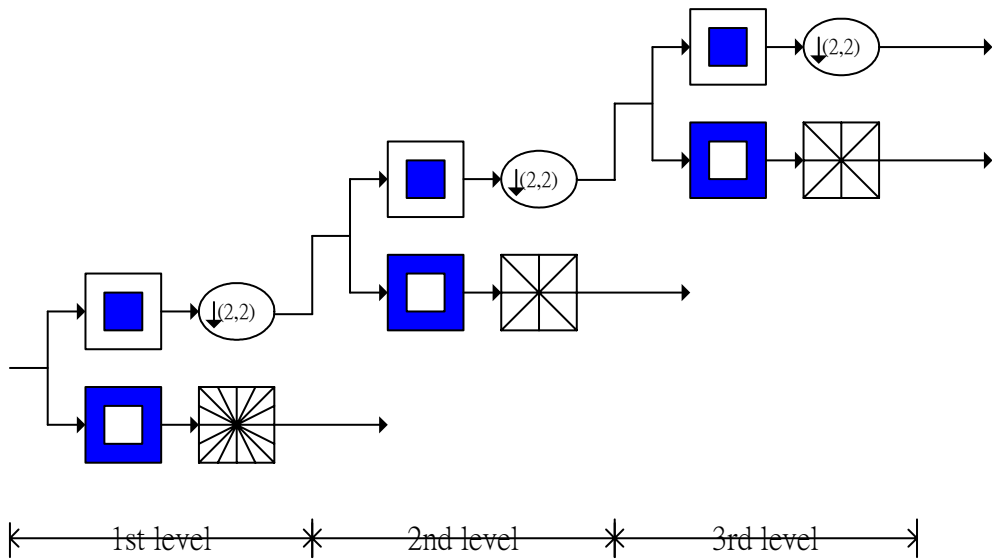 ↓(2,2)
↓(2,2)
↓(2,2)
1st level 2nd level 3rd level